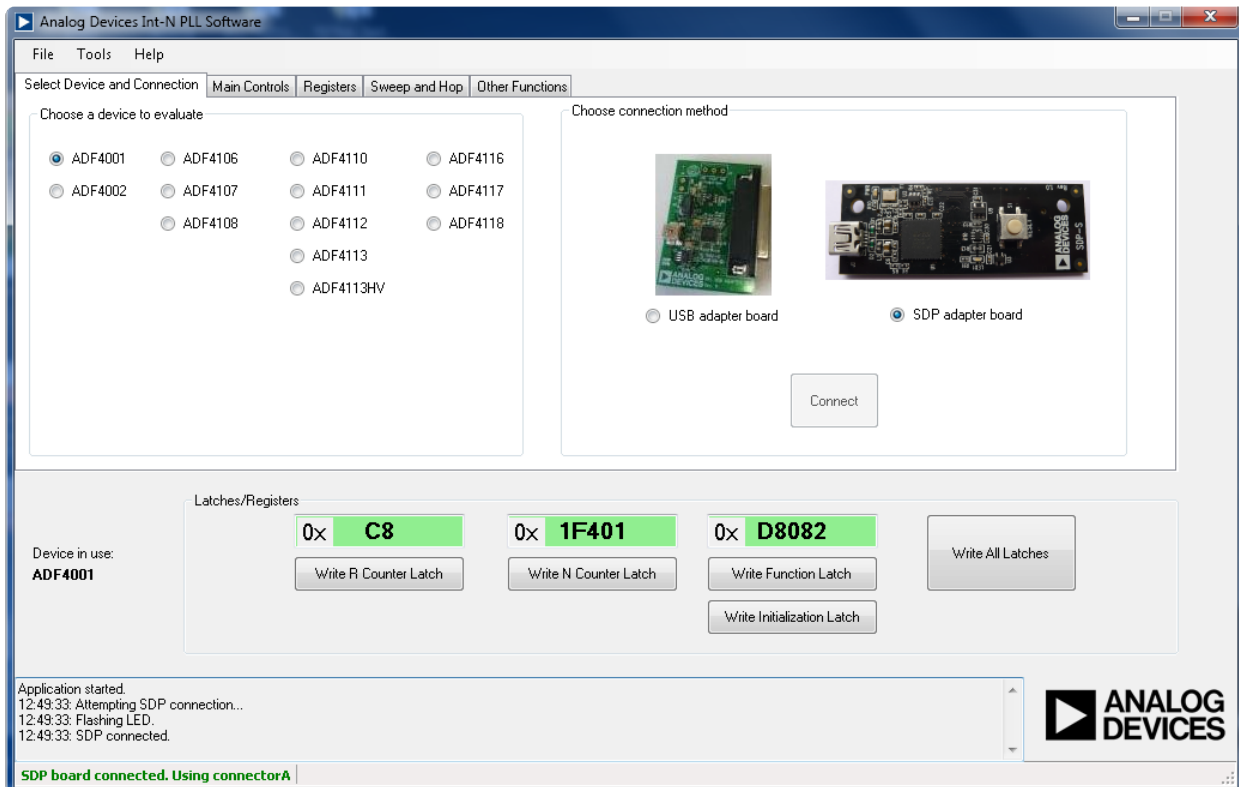 Analog Devices Int-N PLL Software
File Tools Help
Select Device and Connection Main Controls Registers Sweep and Hop Other Functions
Choose a device to evaluate
ADF4001 ADF4106 ADF4110 ADF4116
ADF4002 ADF4107 ADF4111 ADF4117
ADF4108 ADF4112 ADF4118
ADF4113
ADF4113HV
Choose connection method
ANALOG
DEVICES
ANALOG
DEVICES
SDP-S
USB adapter board SDP adapter board
Connect
Latches/Registers
Device in use:
ADF4001
0x C8 0x 1F401 0x D8082
Write R Counter Latch Write N Counter Latch Write Function Latch Write All Latches
Write Initialization Latch
Application started.
12:49:33: Attempting SDP connection...
12:49:33: Flashing LED.
12:49:33: SDP connected.
ANALOG
DEVICES
SDP board connected. Using connectorA